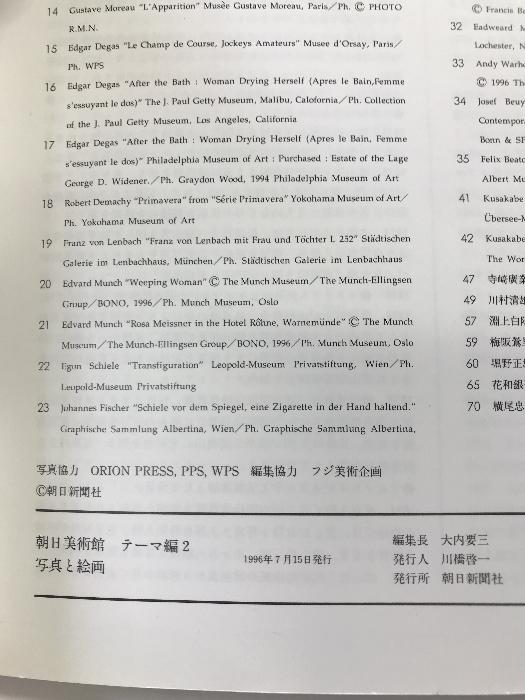 14 Gustave Moreau "L'Apparition" Musée Gustave Moreau, Paris／Ph. Ⓒ PHOTO
R.M.N.
15 Edgar Degas "Le Champ de Course, Jockeys Amateurs" Musee d'Orsay, Paris／
Ph. WPS
16 Edgar Degas "After the Bath : Woman Drying Herself (Apres le Bain,Femme
s'essuyant le dos)" The J. Paul Getty Museum, Malibu, Calofornia／Ph. Collection
of the J. Paul Getty Museum, Los Angeles, California
17 Edgar Degas "After the Bath : Woman Drying Herself (Apres le Bain, Femme
s'essuyant le dos)" Philadelphia Museum of Art : Purchased : Estate of the Lage
George D. Widener.／Ph. Graydon Wood, 1994 Philadelphia Museum of Art
18 Robert Demachy "Primavera" from "Série Primavera" Yokohama Museum of Art／
Ph. Yokohama Museum of Art
19 Franz von Lenbach "Franz von Lenbach mit Frau und Töchter L 252" Städtischen
Galerie im Lenbachhaus, München／Ph. Städtischen Galerie im Lenbachhaus
20 Edvard Munch "Weeping Woman" Ⓒ The Munch Museum／The Munch-Ellingsen
Group／BONO, 1996／Ph. Munch Museum, Oslo
21 Edvard Munch "Rosa Meissner in the Hotel Rôhne, Warnemünde" Ⓒ The Munch
Museum／The Munch-Ellingsen Group／BONO, 1996／Ph. Munch Museum, Oslo
22 Egon Schiele "Transfiguration" Leopold-Museum Privatstiftung, Wien／Ph.
Leupold-Museum Privatstiftung
23 Johannes Fischer "Schiele vor dem Spiegel, eine Zigarette in der Hand haltend."
Graphische Sammlung Albertina, Wien／Ph. Graphische Sammlung Albertina,
Ⓒ Francis
32 Eadweard
Lochester,
33 Andy
Ⓒ 1996
34 Josef
Bonn &
35 Felix
Albert
41 Kusakabe
Übersee-
42 Kusakabe
The
47 寺崎廣業
49 川村清雄
57 淵上白
59 梅阪鶯
60 堀野正
65 花和銀
70 横尾忠
写真協力 ORION PRESS, PPS, WPS 編集協力 フジ美術企画
Ⓒ朝日新聞社
朝日美術館 テーマ編2
写真と絵画
1996年7月15日発行
編集長 大内要三
発行人 川橋啓一
発行所 朝日新聞社